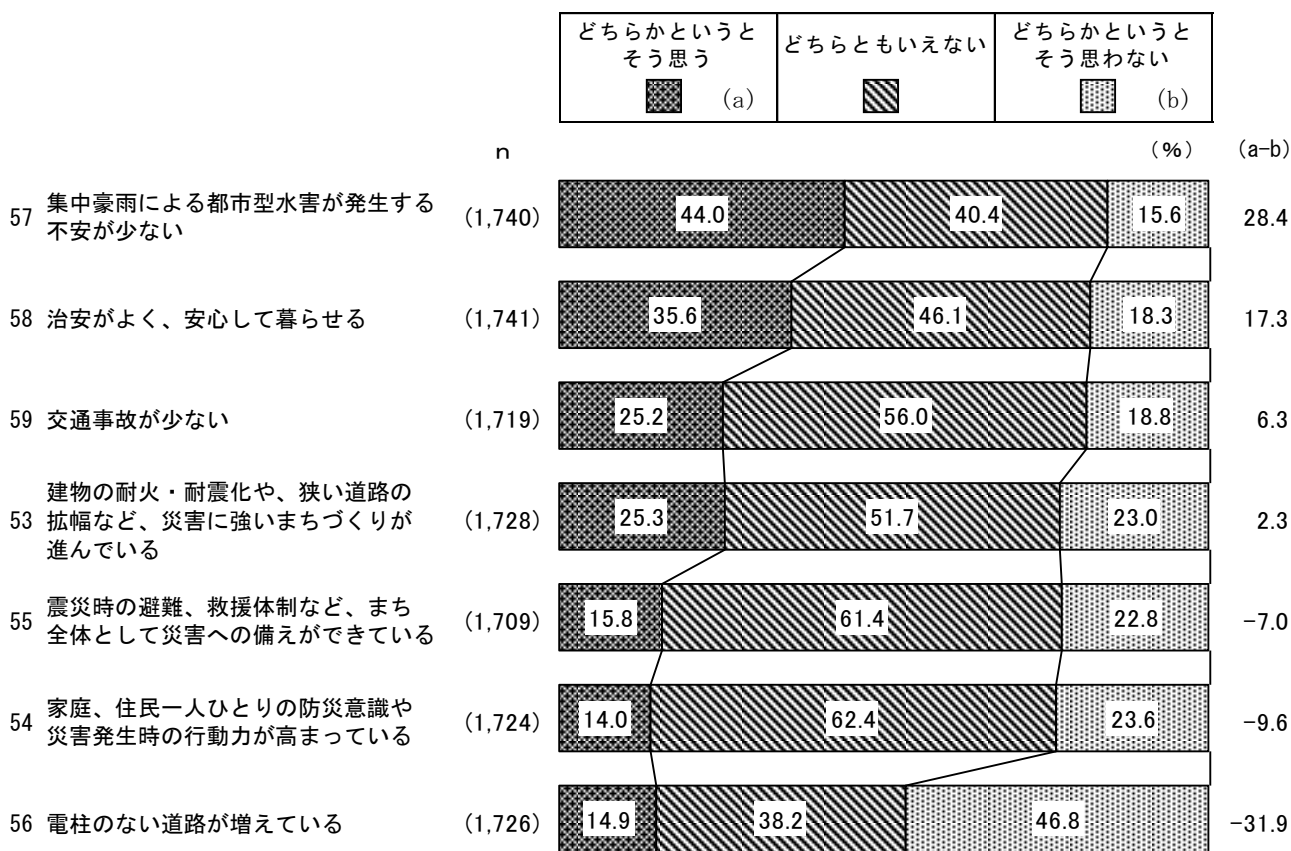 どちらかというと
そう思う
(a)
どちらともいえない
どちらかというと
そう思わない
(b)
n
(%)
(a-b)
57 集中豪雨による都市型水害が発生する
不安が少ない
(1,740)
44.0
40.4
15.6
28.4
58 治安がよく、安心して暮らせる
(1,741)
35.6
46.1
18.3
17.3
59 交通事故が少ない
(1,719)
25.2
56.0
18.8
6.3
建物の耐火・耐震化や、狭い道路の
53 拡幅など、災害に強いまちづくりが
進んでいる
(1,728)
25.3
51.7
23.0
2.3
55 震災時の避難、救援体制など、まち
全体として災害への備えができている
(1,709)
15.8
61.4
22.8
-7.0
54 家庭、住民一人ひとりの防災意識や
災害発生時の行動力が高まっている
(1,724)
14.0
62.4
23.6
-9.6
56 電柱のない道路が増えている
(1,726)
14.9
38.2
46.8
-31.9